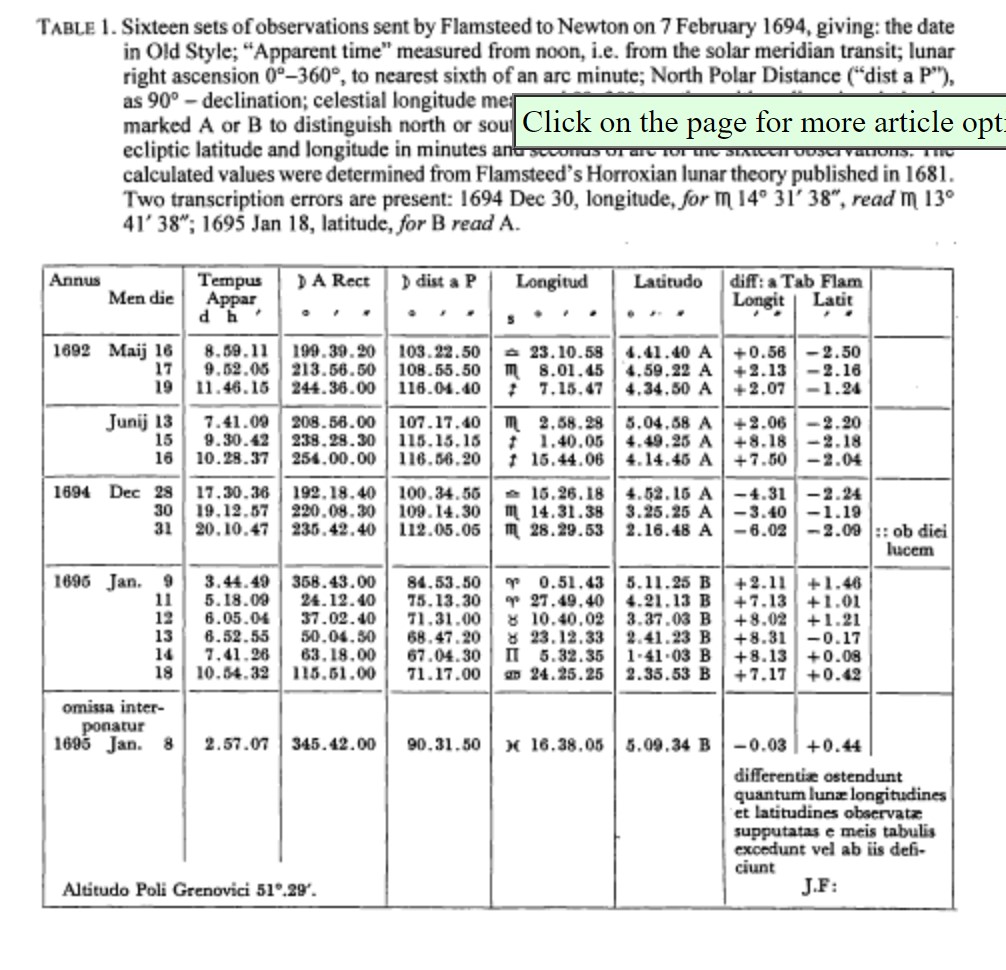 TABLE 1. Sixteen sets of observations sent by Flamsteed to Newton on 7 February 1694, giving: the date
in Old Style; “Apparent time” measured from noon, i.e. from the solar meridian transit; lunar
right ascension 0°–360°, to nearest sixth of an arc minute; North Polar Distance (“dist a P”),
as 90° – declination; celestial longitude
marked A or B to distinguish north or
Click on the page for more article opt
ecliptic latitude and longitude in minutes and seconds of arc for the sixteen observations. The
calculated values were determined from Flamsteed’s Horroxian lunar theory published in 1681.
Two transcription errors are present: 1694 Dec 30, longitude, for ♏ 14° 31′ 38″, read ♏ 13°
41′ 38″; 1695 Jan 18, latitude, for B read A.
Annus Tempus ☽ A Rect ☽ dist a P Longitud Latitudo diff: a Tab Flam
Men die Appar Longit Latit
d h ′ ° ′ ″ ° ′ ″ s ° ′ ″ ° ′ ″ ′ ″ ′ ″
1692 Maij 16 8.59.11 199.39.20 103.22.50 ♎ 23.10.58 4.41.40 A +0.56 −2.50
17 9.52.05 213.56.50 108.55.50 ♏ 8.01.45 4.59.22 A +2.13 −2.16
19 11.46.15 244.36.00 116.04.40 ♐ 7.15.47 4.34.50 A +2.07 −1.24
Junij 13 7.41.09 208.56.00 107.17.40 ♏ 2.58.28 5.04.58 A +2.06 −2.20
15 9.30.42 238.28.30 115.15.15 ♐ 1.40.05 4.49.25 A +8.18 −2.18
16 10.28.37 254.00.00 116.56.20 ♐ 15.44.06 4.14.45 A +7.50 −2.04
1694 Dec 28 17.30.36 192.18.40 100.34.55 ♎ 15.26.18 4.52.15 A −4.31 −2.24
30 19.12.57 220.08.30 109.14.30 ♏ 14.31.38 3.25.25 A −3.40 −1.19
31 20.10.47 235.42.40 112.05.05 ♏ 28.29.53 2.16.48 A −6.02 −2.09 :: ob diei
lucem
1695 Jan. 9 3.44.49 358.43.00 84.53.50 ♈ 0.51.43 5.11.25 B +2.11 +1.46
11 5.18.09 24.12.40 75.13.30 ♈ 27.49.40 4.21.13 B +7.13 +1.01
12 6.05.04 37.02.40 71.31.00 ♉ 10.40.02 3.37.03 B +8.02 +1.21
13 6.52.55 50.04.50 68.47.20 ♉ 23.12.33 2.41.23 B +8.31 −0.17
14 7.41.26 63.18.00 67.04.30 ♊ 5.32.35 1·41·03 B +8.13 +0.08
18 10.54.32 115.51.00 71.17.00 ♋ 24.25.25 2.35.53 B +7.17 +0.42
omissa inter-
ponatur
1695 Jan. 8 2.57.07 345.42.00 90.31.50 ♓ 16.38.05 5.09.34 B −0.03 +0.44
differentiæ ostendunt
quantum lunæ longitudines
et latitudines observatæ
supputatas e meis tabulis
excedunt vel ab iis defi-
ciunt
J.F:
Altitudo Poli Grenovici 51°.29′.